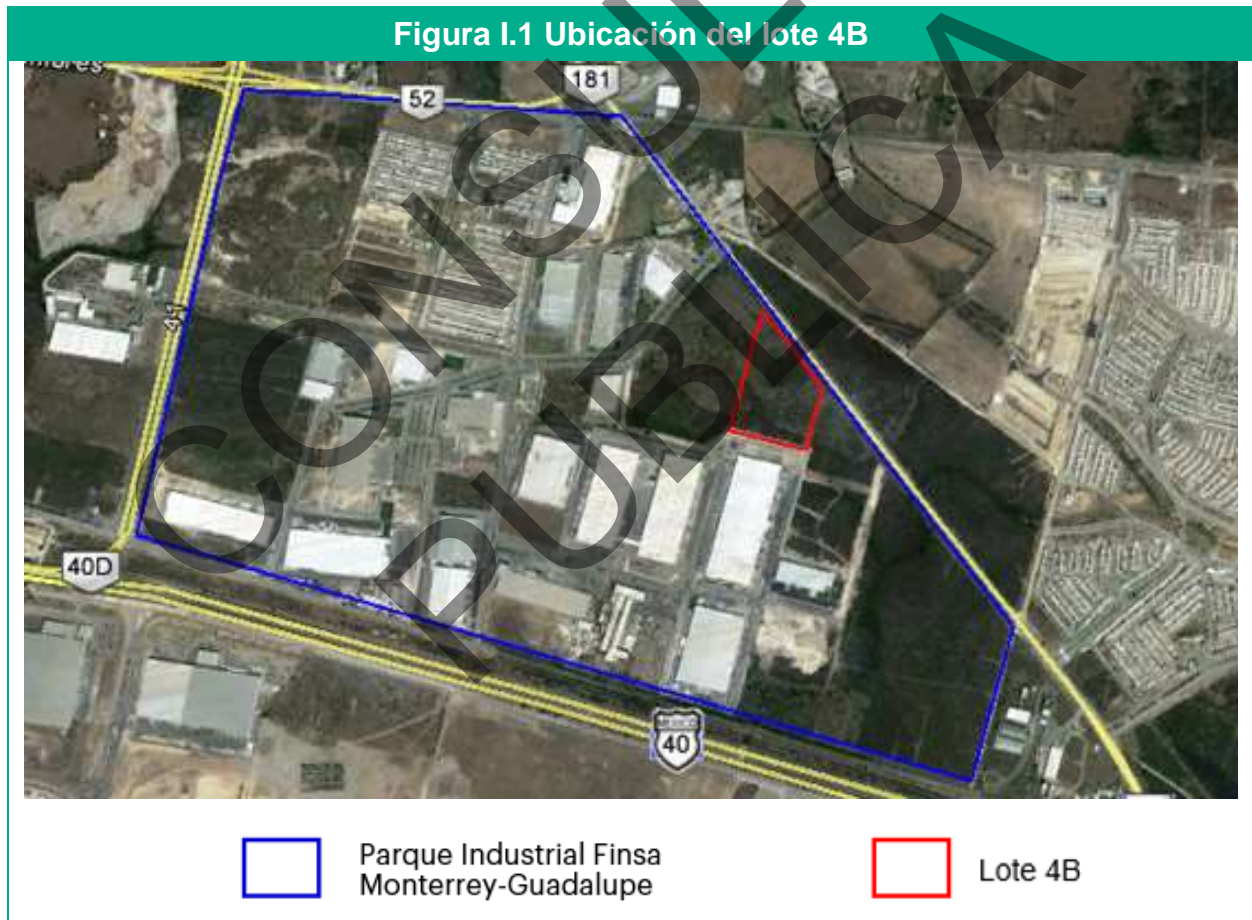 Figura I.1 Ubicación del lote 4B
181
52
40D
MEXICO
40
CONSULTA
PUBLICA
Parque Industrial Finsa
Monterrey-Guadalupe
Lote 4B